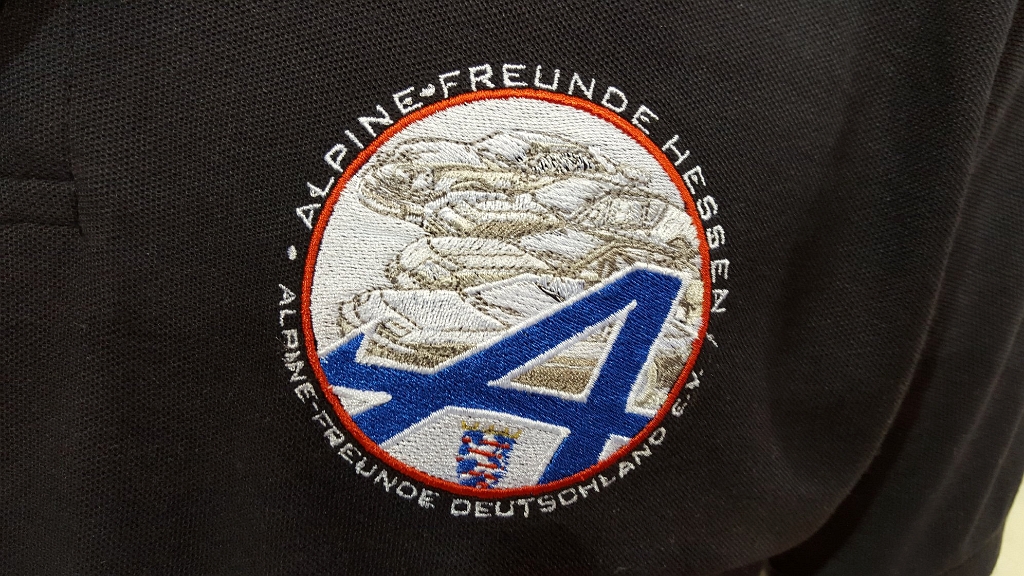 ALPINE-FREUNDE HESSEN
ALPINE-FREUNDE DEUTSCHLAND E.V.